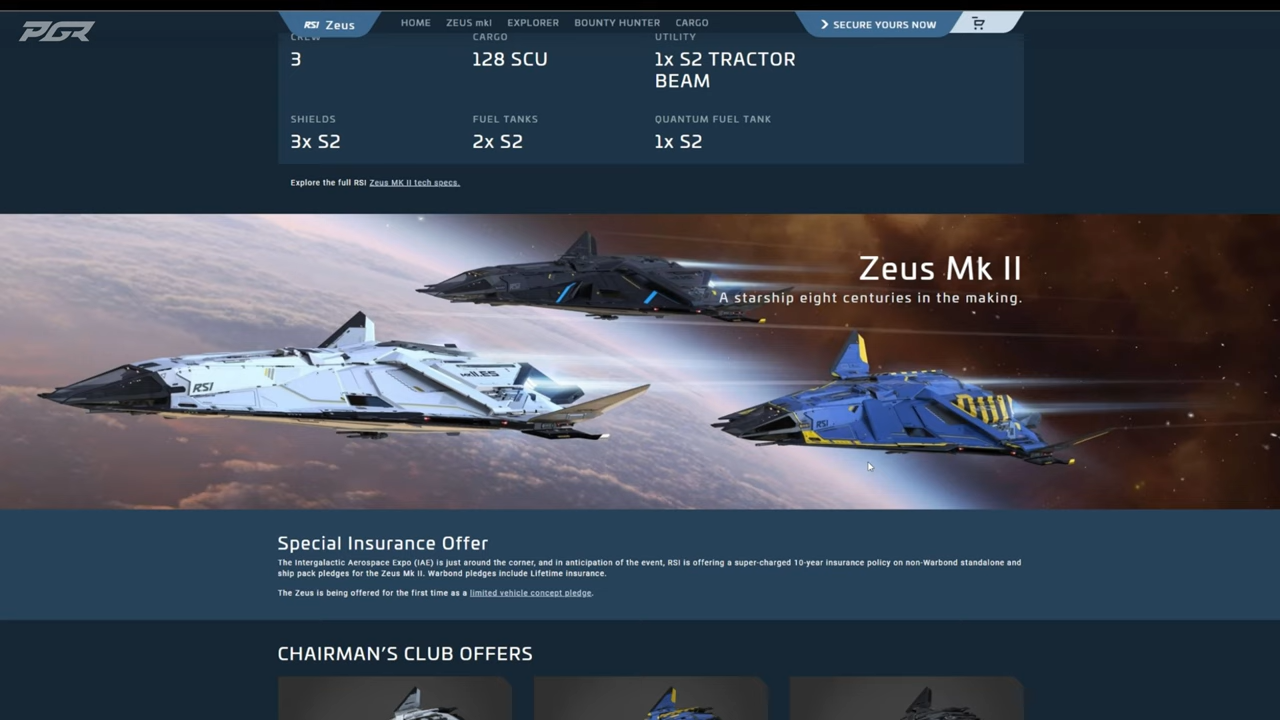 PGR
RSI Zeus
HOME ZEUS mkI EXPLORER BOUNTY HUNTER CARGO
SECURE YOURS NOW
CREW CARGO UTILITY
3 128 SCU 1x S2 TRACTOR
BEAM
SHIELDS FUEL TANKS QUANTUM FUEL TANK
3x S2 2x S2 1x S2
Explore the full RSI Zeus MK II tech specs.
Zeus Mk II
A starship eight centuries in the making.
RSI
RSI
Special Insurance Offer
The Intergalactic Aerospace Expo (IAE) is just around the corner, and in anticipation of the event, RSI is offering a super-charged 10-year insurance policy on non-Warbond standalone and
ship pack pledges for the Zeus Mk II. Warbond pledges include Lifetime Insurance.
The Zeus is being offered for the first time as a limited vehicle concept pledge.
CHAIRMAN'S CLUB OFFERS